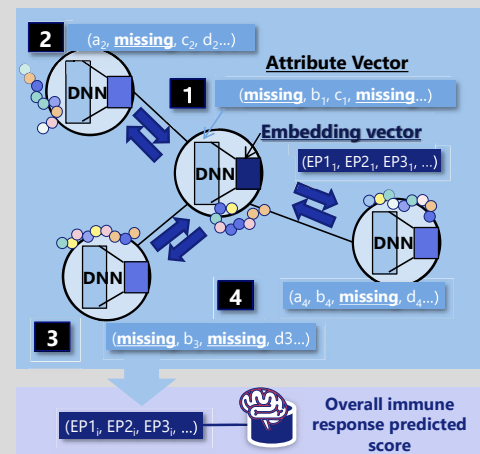 2
(a₂, missing, c₂, d₂...)
DNN
1
Attribute Vector
(missing, b₁, c₁, missing...)
Embedding vector
DNN
(EP1₁, EP2₁, EP3₁, ...)
DNN
DNN
4
(a₄, b₄, missing, d₄...)
3
(missing, b₃, missing, d3...)
(EP1ᵢ, EP2ᵢ, EP3ᵢ, ...)
Overall immune
response predicted
score